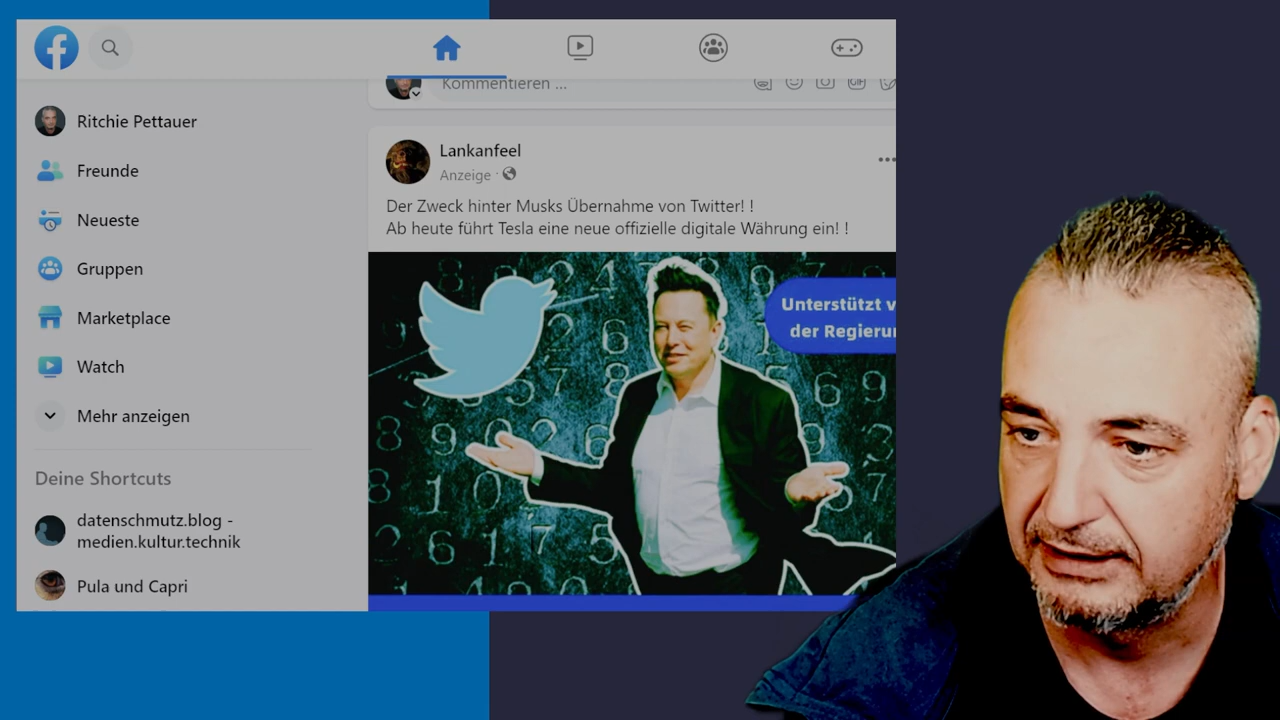 Kommentieren ...
GIF
Ritchie Pettauer
Freunde
Neueste
Gruppen
Marketplace
Watch
Mehr anzeigen
Deine Shortcuts
datenschmutz.blog -
medien.kultur.technik
Pula und Capri
Lankanfeel
Anzeige ·
Der Zweck hinter Musks Übernahme von Twitter! !
Ab heute führt Tesla eine neue offizielle digitale Währung ein! !
Unterstützt v
der Regieru